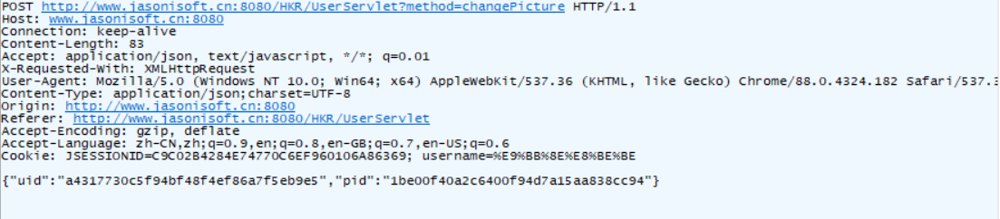 POST http://www.jasonisoft.cn:8080/HKR/UserServlet?method=changePicture HTTP/1.1
Host: www.jasonisoft.cn:8080
Connection: keep-alive
Content-Length: 83
Accept: application/json, text/javascript, */*; q=0.01
X-Requested-With: XMLHttpRequest
User-Agent: Mozilla/5.0 (Windows NT 10.0; Win64; x64) AppleWebKit/537.36 (KHTML, like Gecko) Chrome/88.0.4324.182 Safari/537.3
Content-Type: application/json;charset=UTF-8
Origin: http://www.jasonisoft.cn:8080
Referer: http://www.jasonisoft.cn:8080/HKR/UserServlet
Accept-Encoding: gzip, deflate
Accept-Language: zh-CN,zh;q=0.9,en;q=0.8,en-GB;q=0.7,en-US;q=0.6
Cookie: JSESSIONID=C9C02B4284E74770C6EF960106A86369; username=%E9%BB%8E%E8%BE%BE
{"uid":"a4317730c5f94bf48f4ef86a7f5eb9e5","pid":"1be00f40a2c6400f94d7a15aa838cc94"}